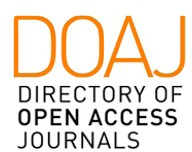 DOAJ
DIRECTORY OF
OPEN ACCESS
JOURNALS